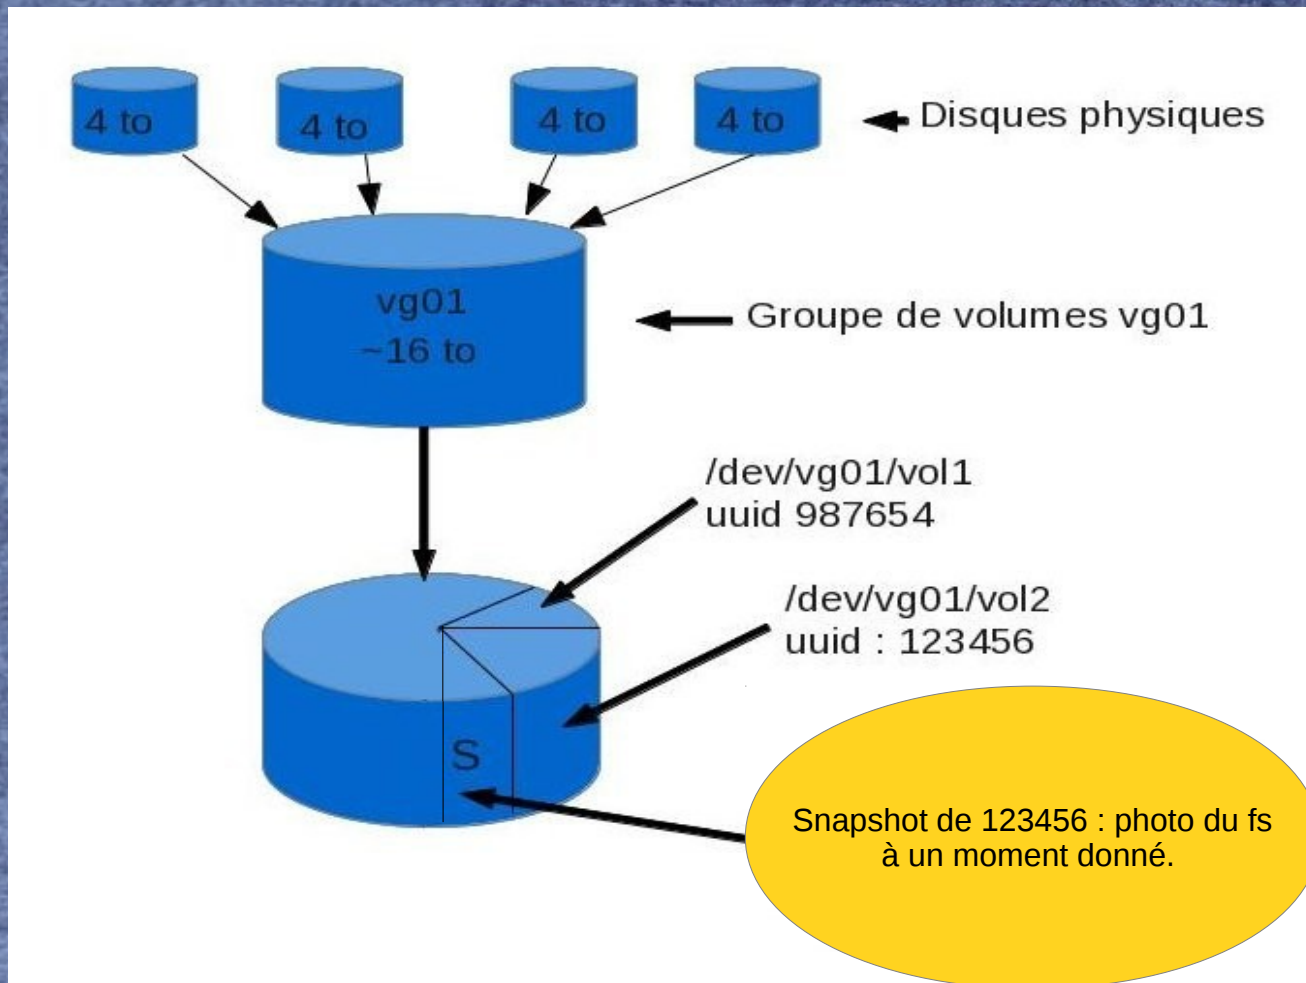 4 to
4 to
4 to
4 to
Disques physiques
vg01
~16 to
Groupe de volumes vg01
/dev/vg01/vol1
uuid 987654
/dev/vg01/vol2
uuid : 123456
S
Snapshot de 123456 : photo du fs
à un moment donné.